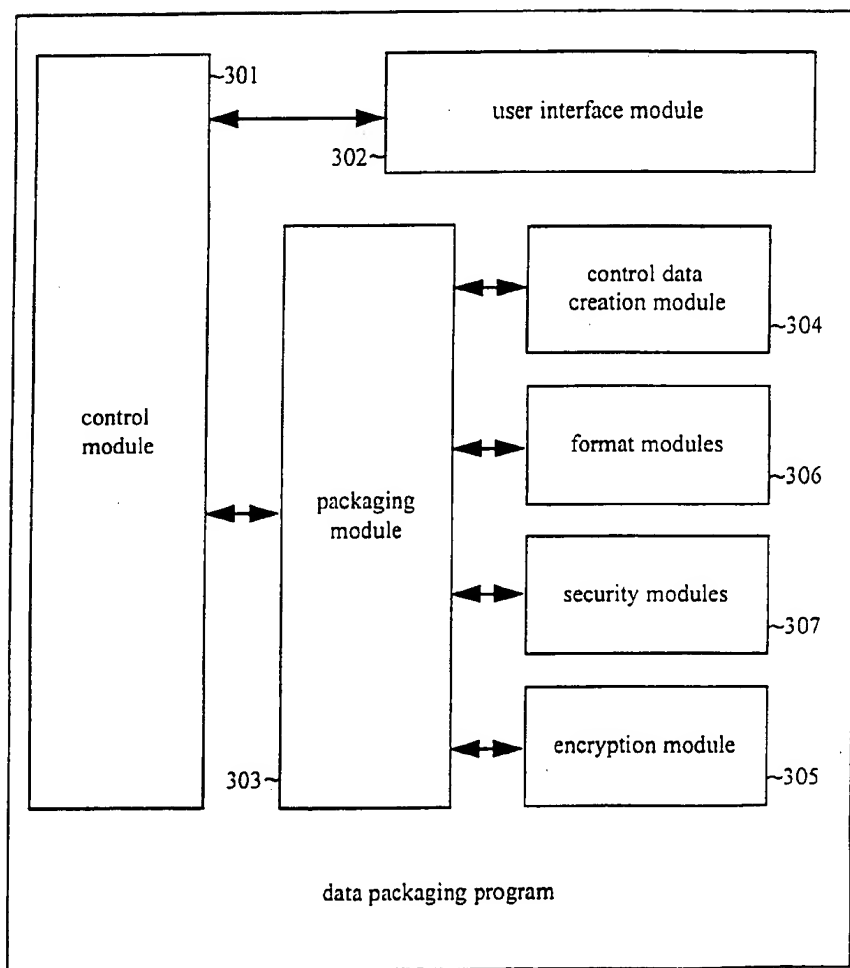 ~301
user interface module
302~
control data
creation module
~304
control
module
format modules
~306
packaging
module
security modules
~307
encryption module
303~
~305
data packaging program